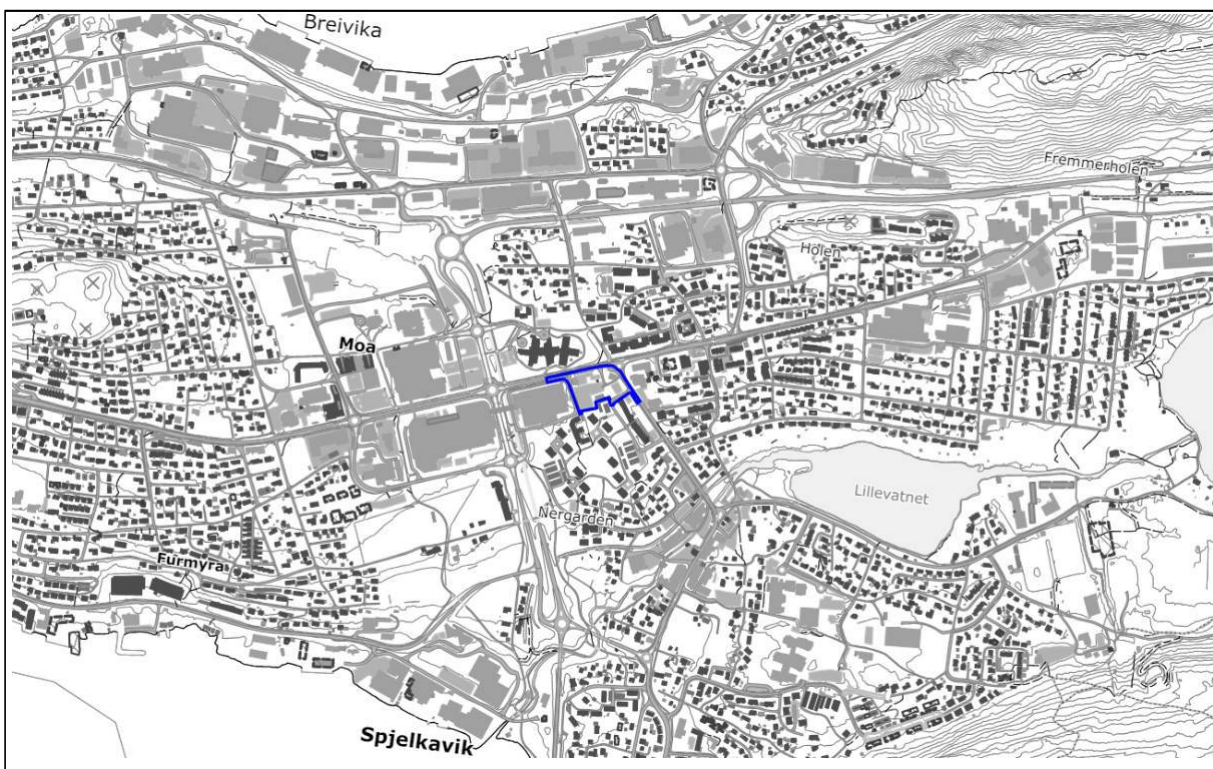 Breivika
Fremmerholen
Holen
Moa
Lillevatnet
Nergarden
Furmyra
Spjelkavik